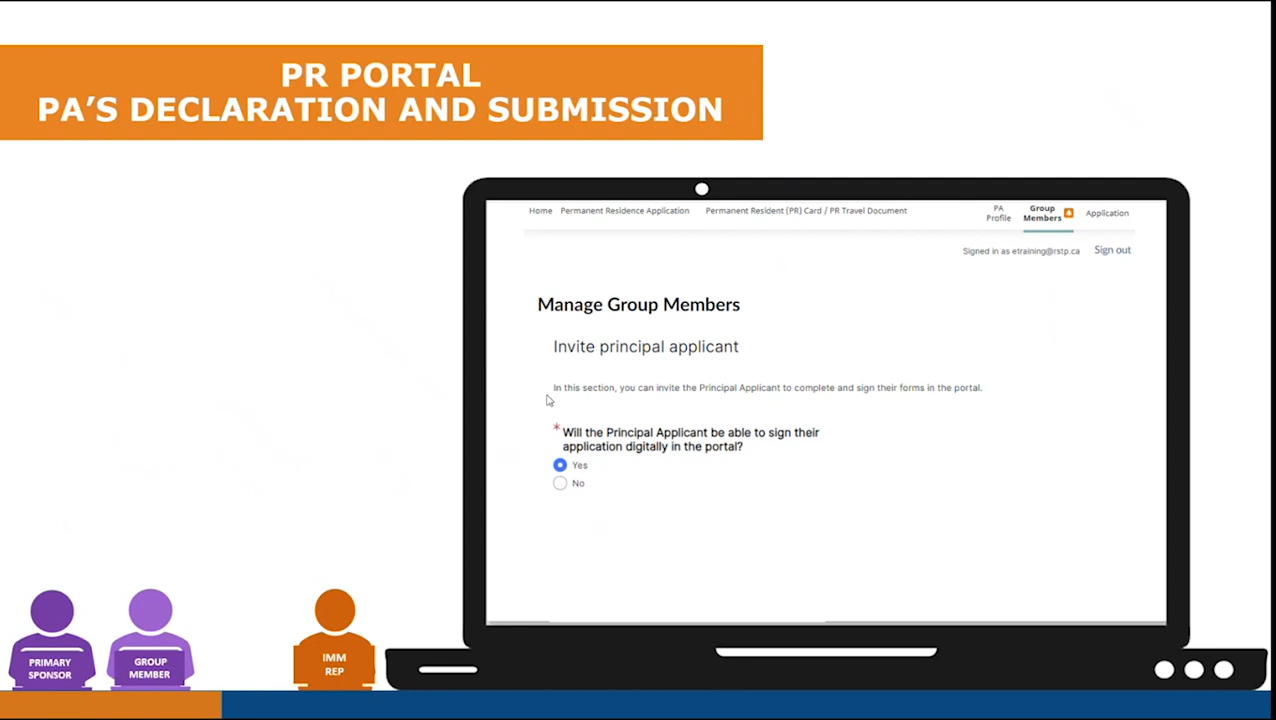 PR PORTAL
PA'S DECLARATION AND SUBMISSION
Home Permanent Residence Application Permanent Resident (PR) Card / PR Travel Document PA Profile Group Members Application
Signed in as etraining@rstp.ca Sign out
Manage Group Members
Invite principal applicant
In this section, you can invite the Principal Applicant to complete and sign their forms in the portal.
* Will the Principal Applicant be able to sign their
application digitally in the portal?
Yes
No
PRIMARY
SPONSOR
GROUP
MEMBER
IMM
REP